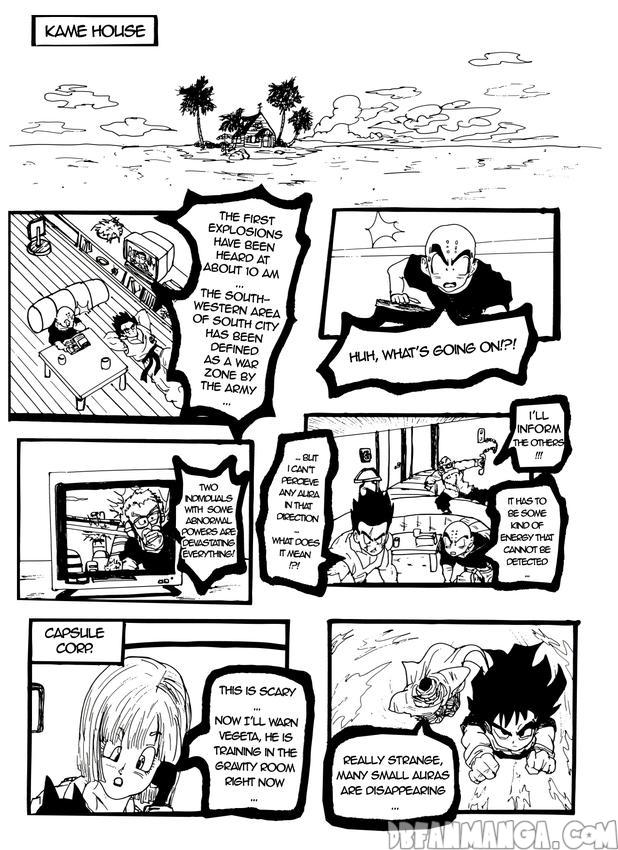 KAME HOUSE
THE FIRST
EXPLOSIONS
HAVE BEEN
HEARD AT
ABOUT 10 AM
...
THE SOUTH-
WESTERN AREA
OF SOUTH CITY
HAS BEEN
DEFINED
AS A WAR
ZONE BY
THE ARMY
...
HUH, WHAT'S GOING ON!?!
TWO
INDIVIDUALS
WITH SOME
ABNORMAL
POWERS ARE
DEVASTATING
EVERYTHING!
I'LL
INFORM
THE OTHERS
!!!
... BUT
I CAN'T
PERCIEVE
ANY AURA
IN THAT
DIRECTION
...
WHAT DOES
IT MEAN
!?!
IT HAS TO
BE SOME
KIND OF
ENERGY THAT
CANNOT BE
DETECTED
...
CAPSULE
CORP.
THIS IS SCARY
...
NOW I'LL WARN
VEGETA, HE IS
TRAINING IN THE
GRAVITY ROOM
RIGHT NOW
...
REALLY STRANGE,
MANY SMALL AURAS
ARE DISAPPEARING
...
DBFANMANGA.COM